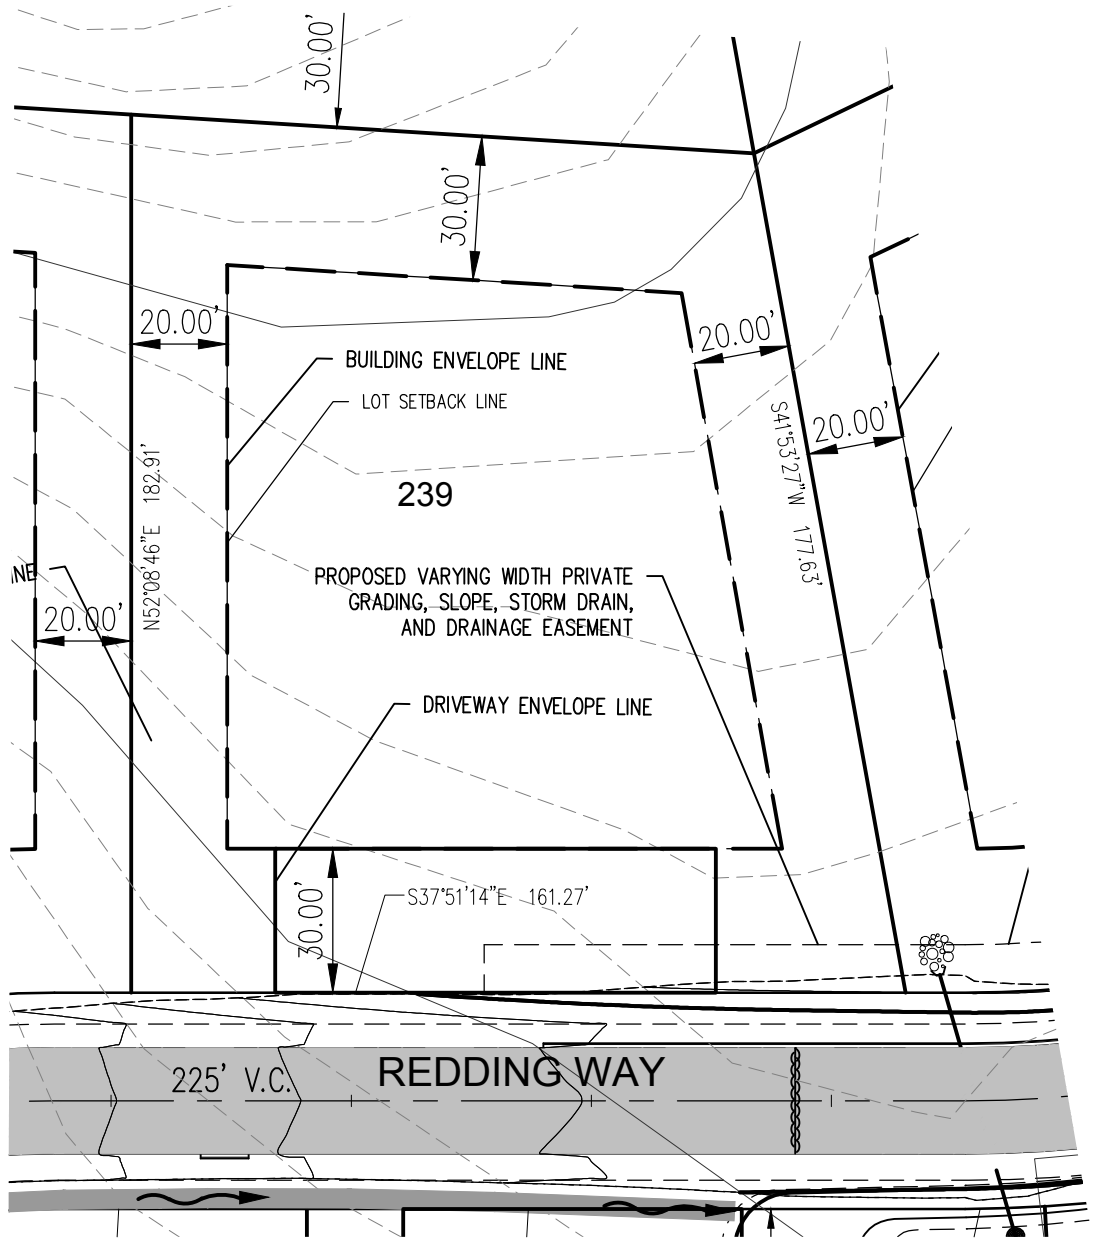 30.00'
30.00'
20.00'
20.00'
BUILDING ENVELOPE LINE
LOT SETBACK LINE
20.00'
S41°53'27"W 177.63'
N52°08'46"E 182.91'
239
PROPOSED VARYING WIDTH PRIVATE
GRADING, SLOPE, STORM DRAIN,
AND DRAINAGE EASEMENT
NE
20.00'
DRIVEWAY ENVELOPE LINE
30.00'
S37°51'14"E 161.27'
225' V.C.
REDDING WAY